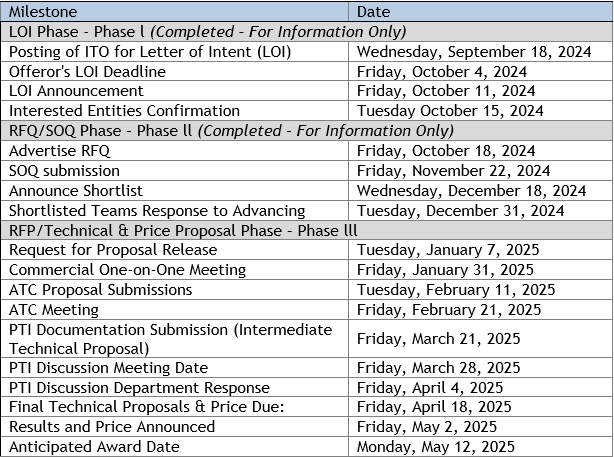 Milestone Date
LOI Phase - Phase l (Completed - For Information Only)
Posting of ITO for Letter of Intent (LOI) Wednesday, September 18, 2024
Offeror's LOI Deadline Friday, October 4, 2024
LOI Announcement Friday, October 11, 2024
Interested Entities Confirmation Tuesday October 15, 2024
RFQ/SOQ Phase - Phase ll (Completed - For Information Only)
Advertise RFQ Friday, October 18, 2024
SOQ submission Friday, November 22, 2024
Announce Shortlist Wednesday, December 18, 2024
Shortlisted Teams Response to Advancing Tuesday, December 31, 2024
RFP/Technical & Price Proposal Phase - Phase lll
Request for Proposal Release Tuesday, January 7, 2025
Commercial One-on-One Meeting Friday, January 31, 2025
ATC Proposal Submissions Tuesday, February 11, 2025
ATC Meeting Friday, February 21, 2025
PTI Documentation Submission (Intermediate
Technical Proposal) Friday, March 21, 2025
PTI Discussion Meeting Date Friday, March 28, 2025
PTI Discussion Department Response Friday, April 4, 2025
Final Technical Proposals & Price Due: Friday, April 18, 2025
Results and Price Announced Friday, May 2, 2025
Anticipated Award Date Monday, May 12, 2025